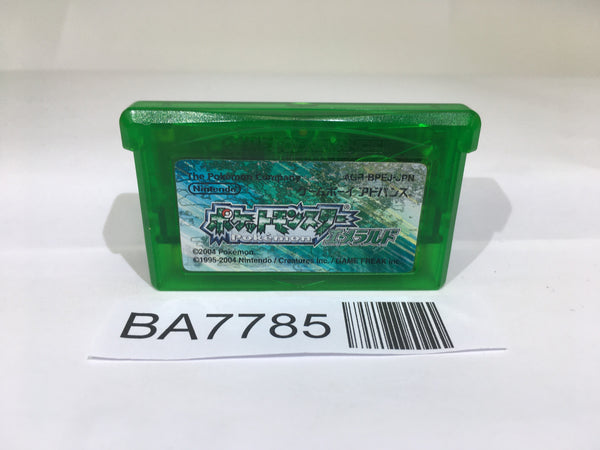 The Pokémon Company
AGB-BPEJ-JPN
Nintendo
ゲームボーイアドバンス
ポケットモンスター
POKéMON
エメラルド
©2004 Pokémon.
©1995-2004 Nintendo / Creatures inc. / GAME FREAK inc.
BA7785